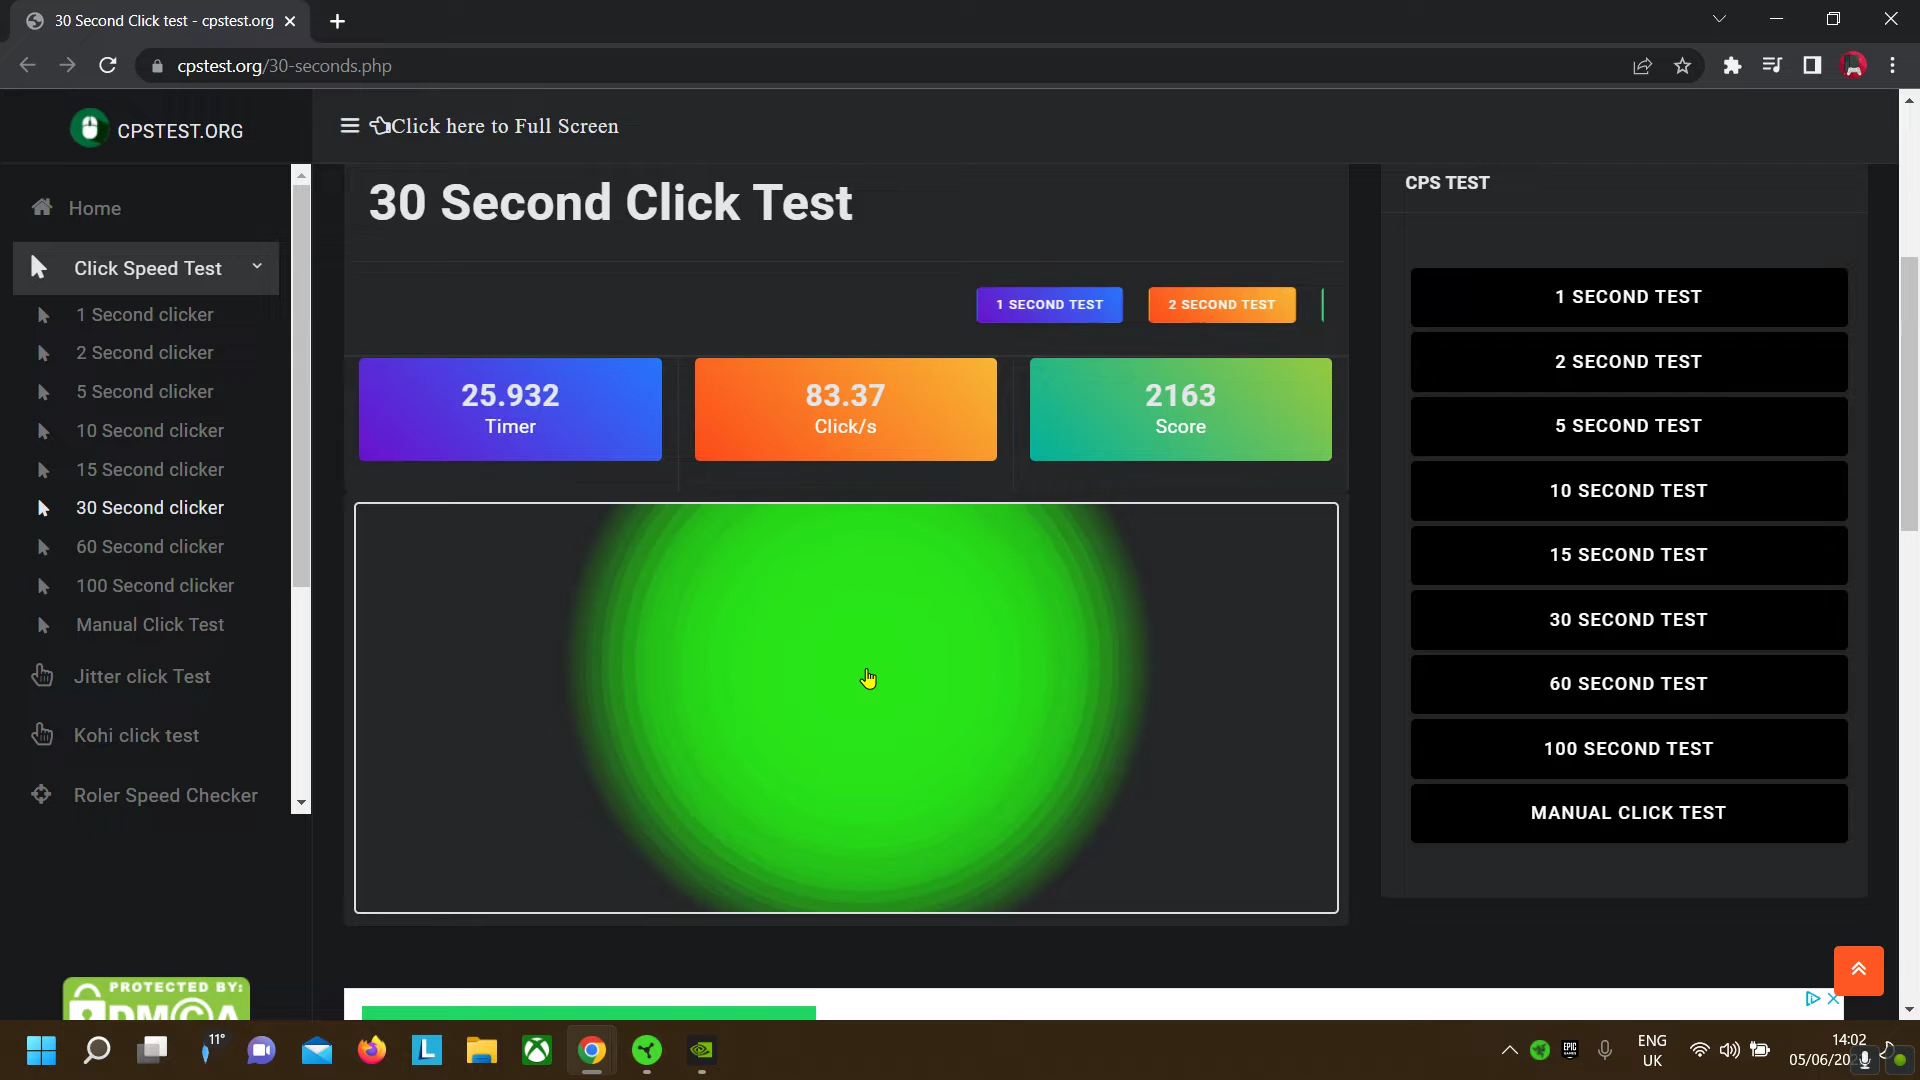 30 Second Click test - cpstest.org
cpstest.org/30-seconds.php
CPSTEST.ORG
Click here to Full Screen
Home
Click Speed Test
1 Second clicker
2 Second clicker
5 Second clicker
10 Second clicker
15 Second clicker
30 Second clicker
60 Second clicker
100 Second clicker
Manual Click Test
Jitter click Test
Kohi click test
Roler Speed Checker
PROTECTED BY:
DMCA
30 Second Click Test
1 SECOND TEST
2 SECOND TEST
25.932
Timer
83.37
Click/s
2163
Score
CPS TEST
1 SECOND TEST
2 SECOND TEST
5 SECOND TEST
10 SECOND TEST
15 SECOND TEST
30 SECOND TEST
60 SECOND TEST
100 SECOND TEST
MANUAL CLICK TEST
11°
L
EPIC
ENG
UK
14:02
05/06/20